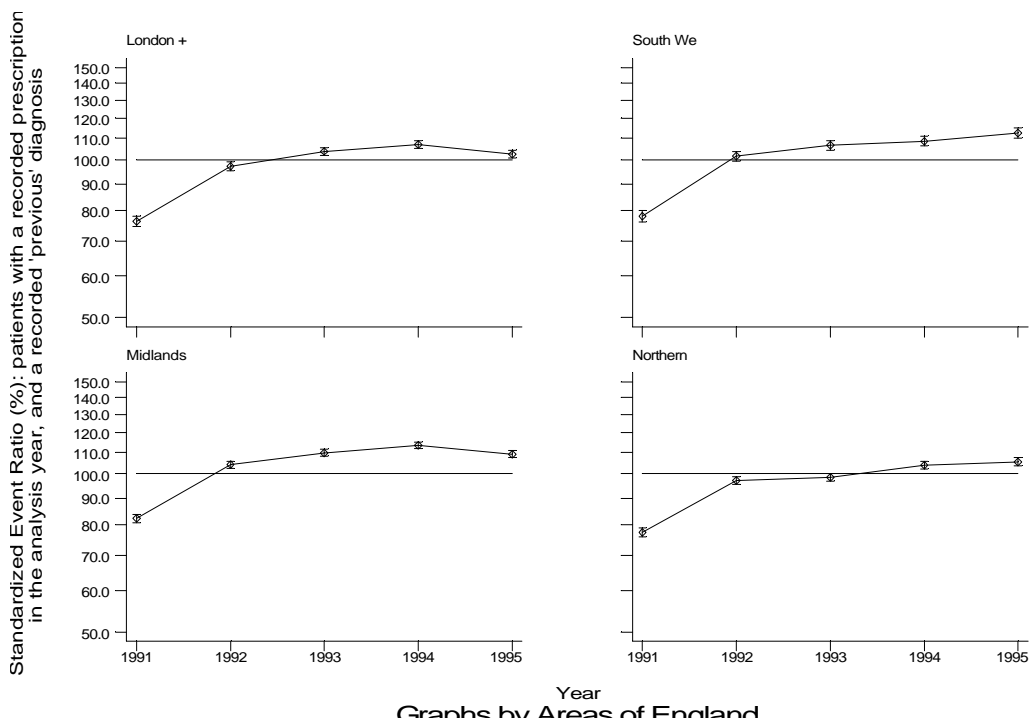 Standardized Event Ratio (%): patients with a recorded prescription
in the analysis year, and a recorded 'previous' diagnosis
London +
150.0
140.0
130.0
120.0
110.0
100.0
90.0
80.0
70.0
60.0
50.0
South We
Midlands
150.0
140.0
130.0
120.0
110.0
100.0
90.0
80.0
70.0
60.0
50.0
1991 1992 1993 1994 1995
Northern
1991 1992 1993 1994 1995
Year
Graphs by Areas of England